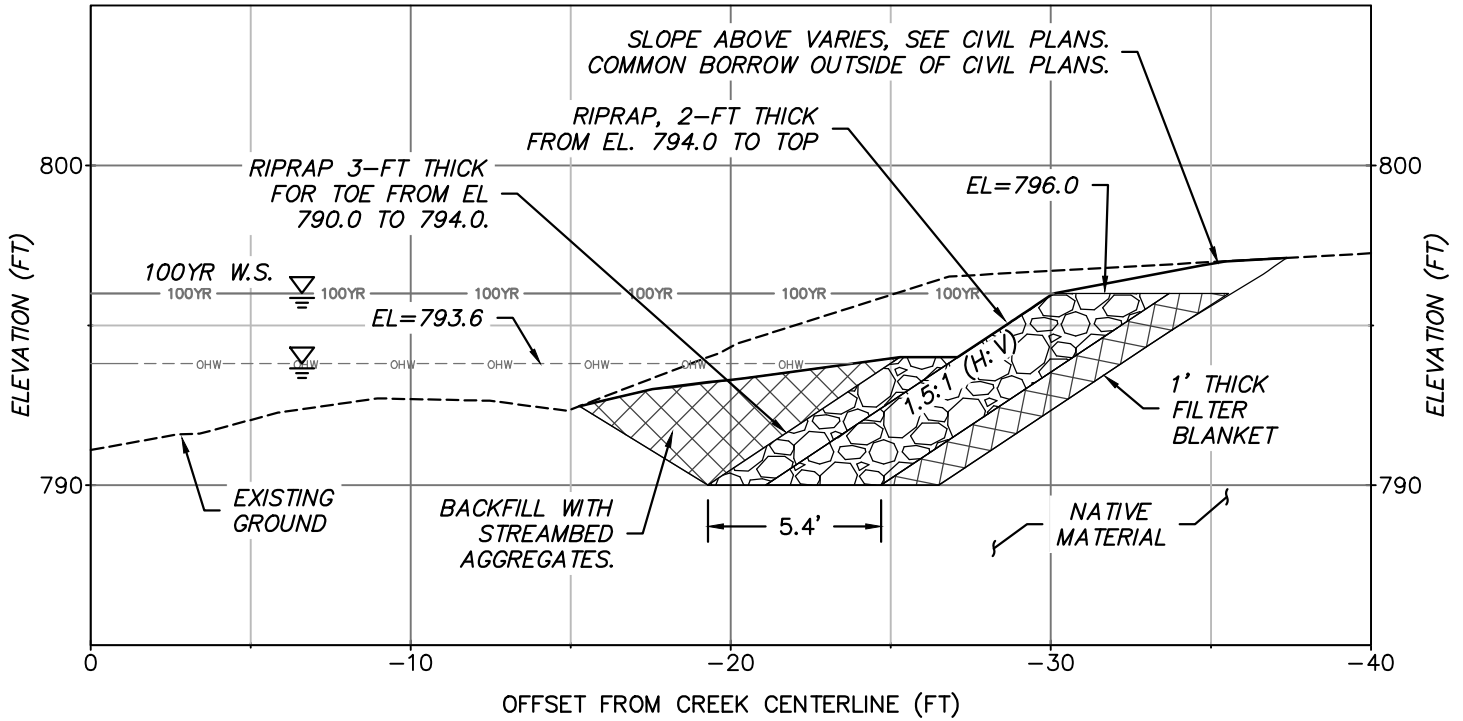 SLOPE ABOVE VARIES, SEE CIVIL PLANS.
COMMON BORROW OUTSIDE OF CIVIL PLANS.
RIPRAP, 2-FT THICK
FROM EL. 794.0 TO TOP
RIPRAP 3-FT THICK
FOR TOE FROM EL
790.0 TO 794.0.
800
800
EL=796.0
100YR W.S.
100YR 100YR 100YR 100YR 100YR 100YR
EL=793.6
OHW OHW OHW OHW OHW OHW
1.5:1 (H:V)
1' THICK
FILTER
BLANKET
790
790
EXISTING
GROUND
BACKFILL WITH
STREAMBED
AGGREGATES.
5.4'
NATIVE
MATERIAL
0 -10 -20 -30 -40
OFFSET FROM CREEK CENTERLINE (FT)
ELEVATION (FT)
ELEVATION (FT)